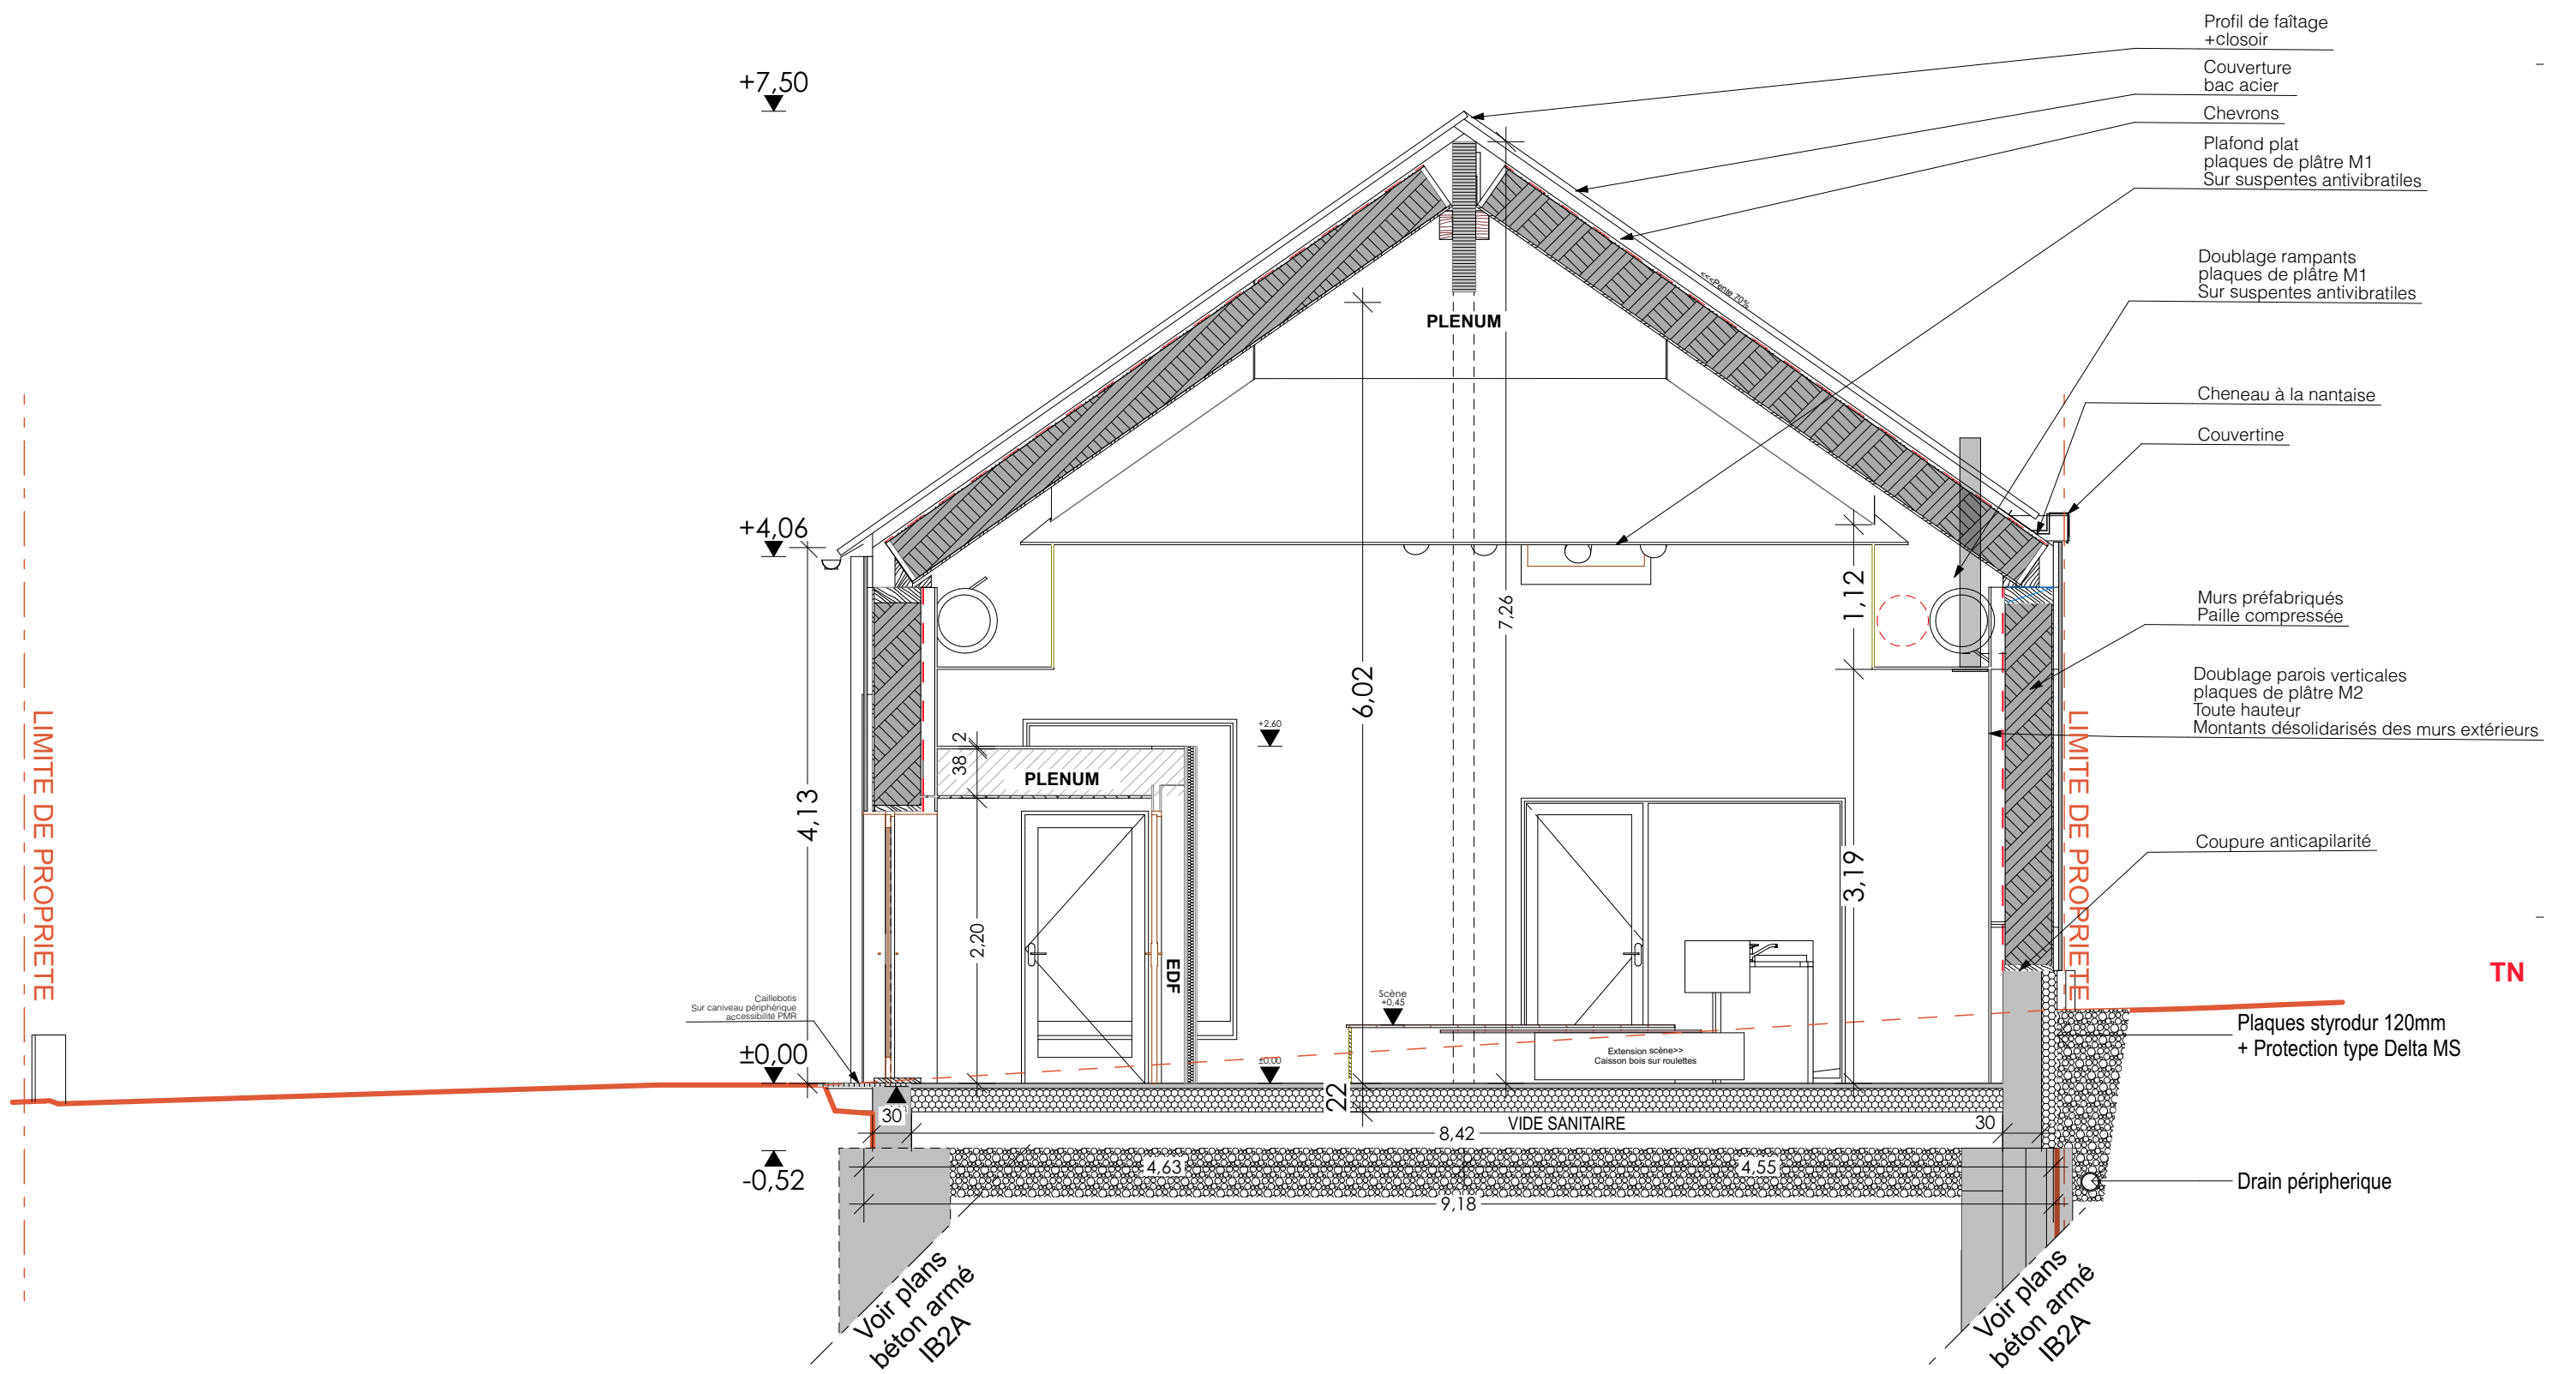 Profil de faîtage
+closoir
+7,50
Couverture
bac acier
Chevrons
Plafond plat
plaques de plâtre M1
Sur suspentes antivibratiles
Doublage rampants
plaques de plâtre M1
Sur suspentes antivibratiles
<<<Pente 70%
PLENUM
Cheneau à la nantaise
Couvertine
+4,06
1,12
7,26
6,02
Murs préfabriqués
Paille compressée
Doublage parois verticales
plaques de plâtre M2
Toute hauteur
Montants désolidarisés des murs extérieurs
LIMITE DE PROPRIETE
LIMITE DE PROPRIETE
+2,60
2
38
PLENUM
4,13
3,19
Coupure anticapilarité
2,20
EDF
TN
Caillebotis
Sur caniveau périphérique
accessibilité PMR
Scène
+0,45
Plaques styrodur 120mm
+ Protection type Delta MS
Extension scène>>
Caisson bois sur roulettes
±0,00
±0,00
22
30
VIDE SANITAIRE
30
8,42
4,63
4,55
-0,52
9,18
Drain péripherique
Voir plans
béton armé
IB2A
Voir plans
béton armé
IB2A